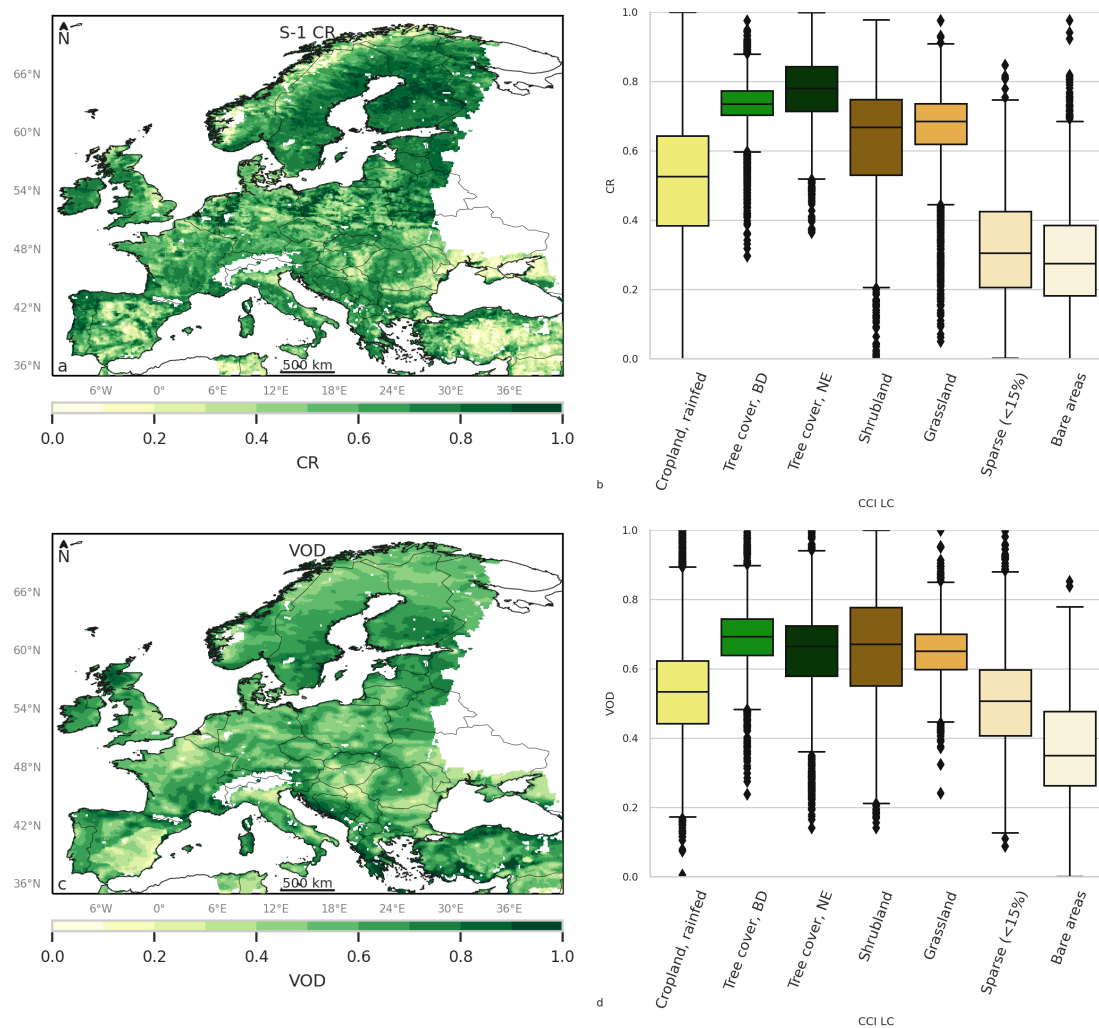 N
S-1 CR
66°N
60°N
54°N
48°N
42°N
36°N
a
500 km
6°W 0° 6°E 12°E 18°E 24°E 30°E 36°E
0.0 0.2 0.4 0.6 0.8 1.0
CR
1.0
0.8
0.6
0.4
0.2
0.0
CR
Cropland, rainfed
Tree cover, BD
Tree cover, NE
Shrubland
Grassland
Sparse (<15%)
Bare areas
b
CCI LC
N
VOD
66°N
60°N
54°N
48°N
42°N
36°N
c
500 km
6°W 0° 6°E 12°E 18°E 24°E 30°E 36°E
0.0 0.2 0.4 0.6 0.8 1.0
VOD
1.0
0.8
0.6
0.4
0.2
0.0
VOD
Cropland, rainfed
Tree cover, BD
Tree cover, NE
Shrubland
Grassland
Sparse (<15%)
Bare areas
d
CCI LC